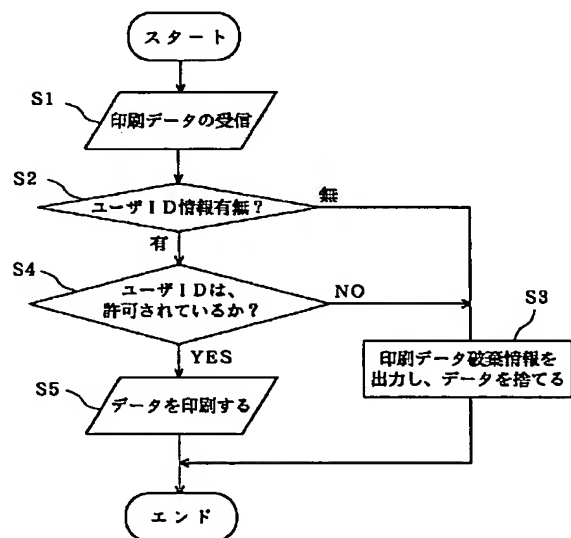 スタート
S1
印刷データの受信
S2
ユーザID情報有無?
無
有
S4
ユーザIDは、
許可されているか?
NO
YES
S3
印刷データ破棄情報を
出力し、データを捨てる
S5
データを印刷する
エンド